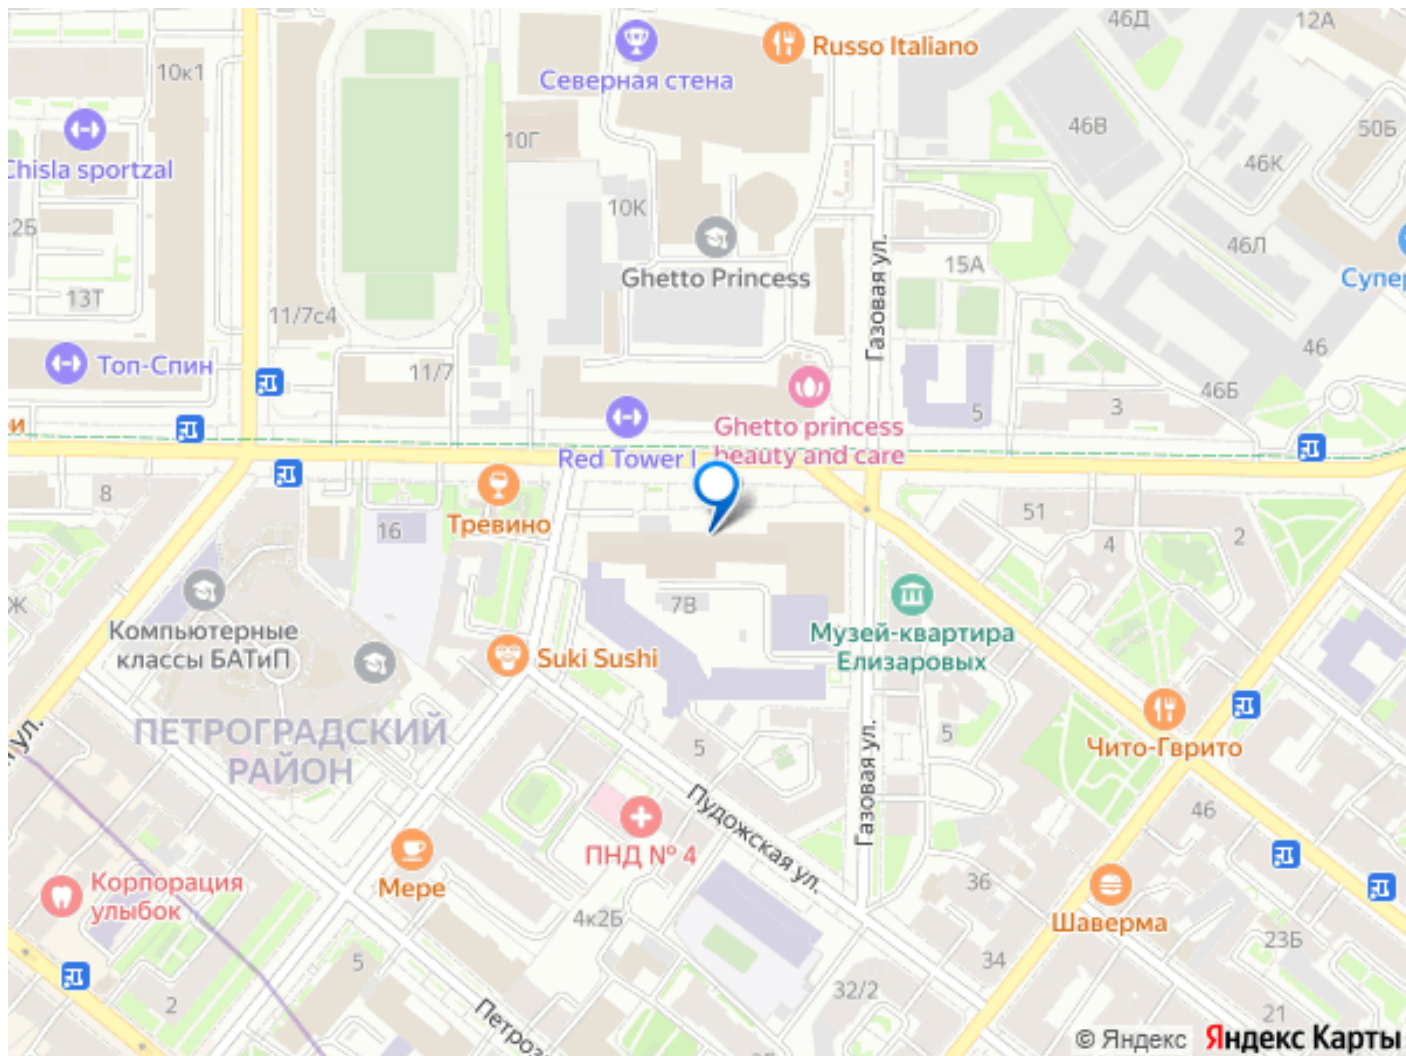 46Д
12А
Russo Italiano
Северная стена
10к1
10Г
46В
50Б
Chisla sportzal
46К
10К
2Б
46Л
Ghetto Princess
15А
Газовая ул.
13Т
11/7с4
Топ-Спин
11/7
46
46Б
5
3
Ghetto princess
beauty and care
Red Tower
8
16
Тревино
51
4
2
7В
Ж
Компьютерные
классы БАТиП
Suki Sushi
Музей-квартира
Елизаровых
ПЕТРОГРАДСКИЙ
РАЙОН
ул.
5
5
Чито-Гврито
Газовая ул.
Пудожская ул.
46
ПНД № 4
Мере
Корпорация
улыбок
36
Шаверма
4к2Б
23Б
5
34
32/2
2
21
© Яндекс Яндекс Карты